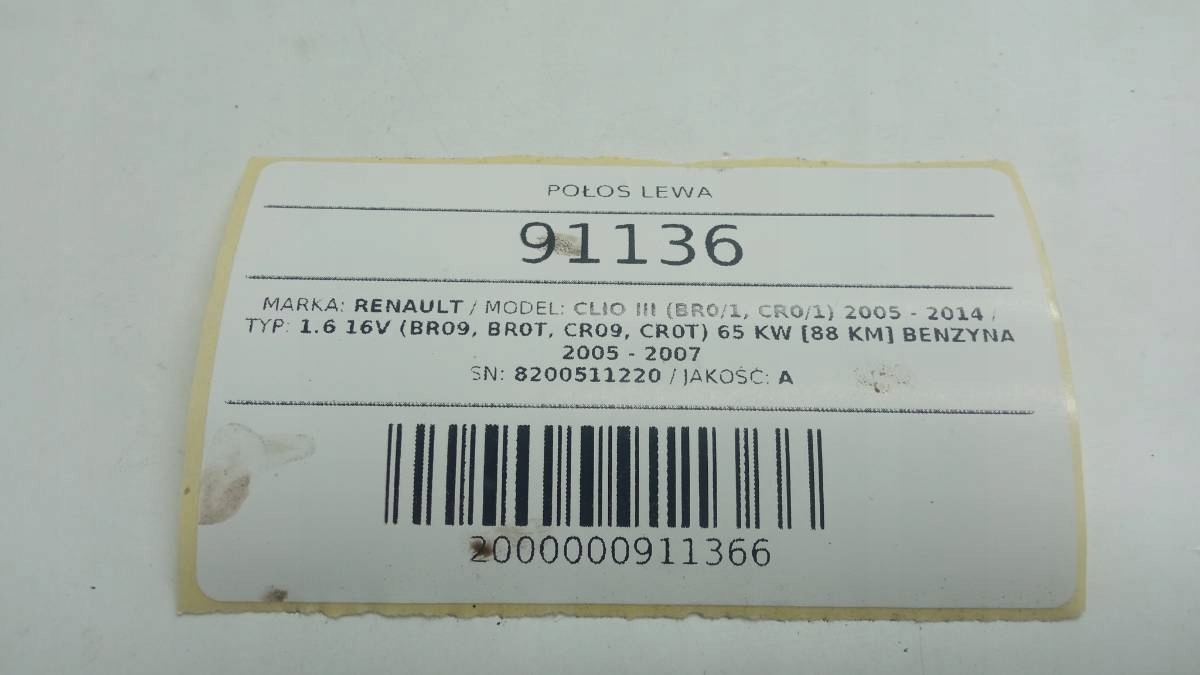 POŁOS LEWA
91136
MARKA: RENAULT / MODEL: CLIO III (BR0/1, CR0/1) 2005 - 2014 /
TYP: 1.6 16V (BR09, BR0T, CR09, CR0T) 65 KW [88 KM] BENZYNA
2005 - 2007
SN: 8200511220 / JAKOŚĆ: A
2000000911366